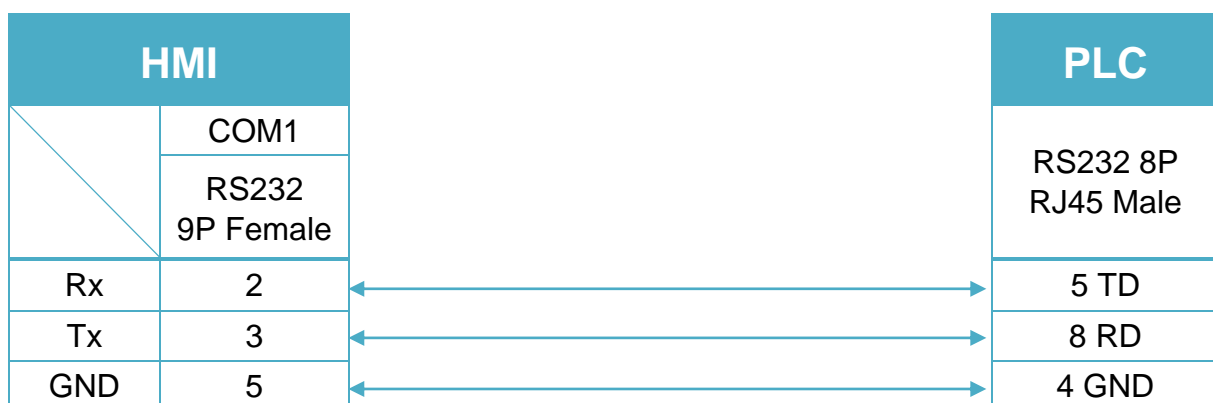 HMI
PLC
COM1
RS232
9P Female
RS232 8P
RJ45 Male
Rx 2 5 TD
Tx 3 8 RD
GND 5 4 GND